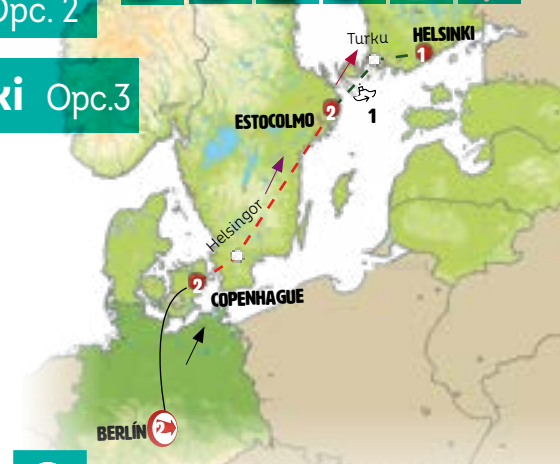 Opc. 2
ki Opc.3
Turku
HELSINKI
1
ESTOCOLMO
2
1
Helsingor
2
COPENHAGUE
BERLÍN
2